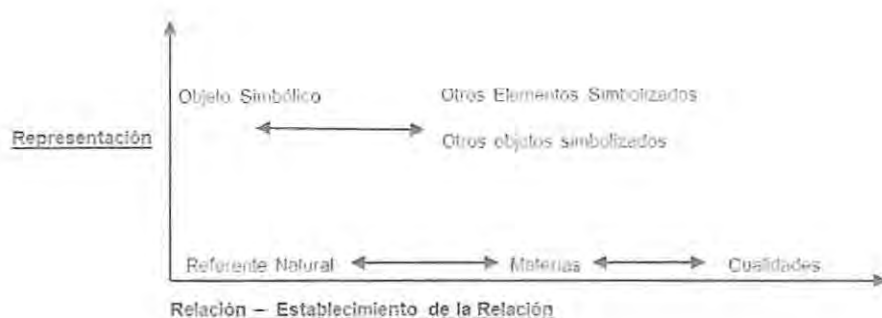 Objeto Simbólico Otros Elementos Simbolizados
Representación
Otros objetos simbolizados
Referente Natural Materias Cualidades
Relación – Establecimiento de la Relación